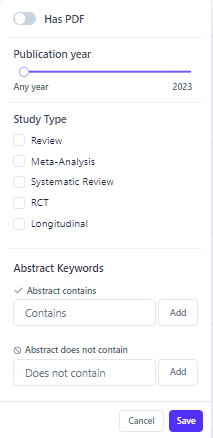 Has PDF
Publication year
Any year 2023
Study Type
Review
Meta-Analysis
Systematic Review
RCT
Longitudinal
Abstract Keywords
Abstract contains
Contains Add
Abstract does not contain
Does not contain Add
Cancel Save